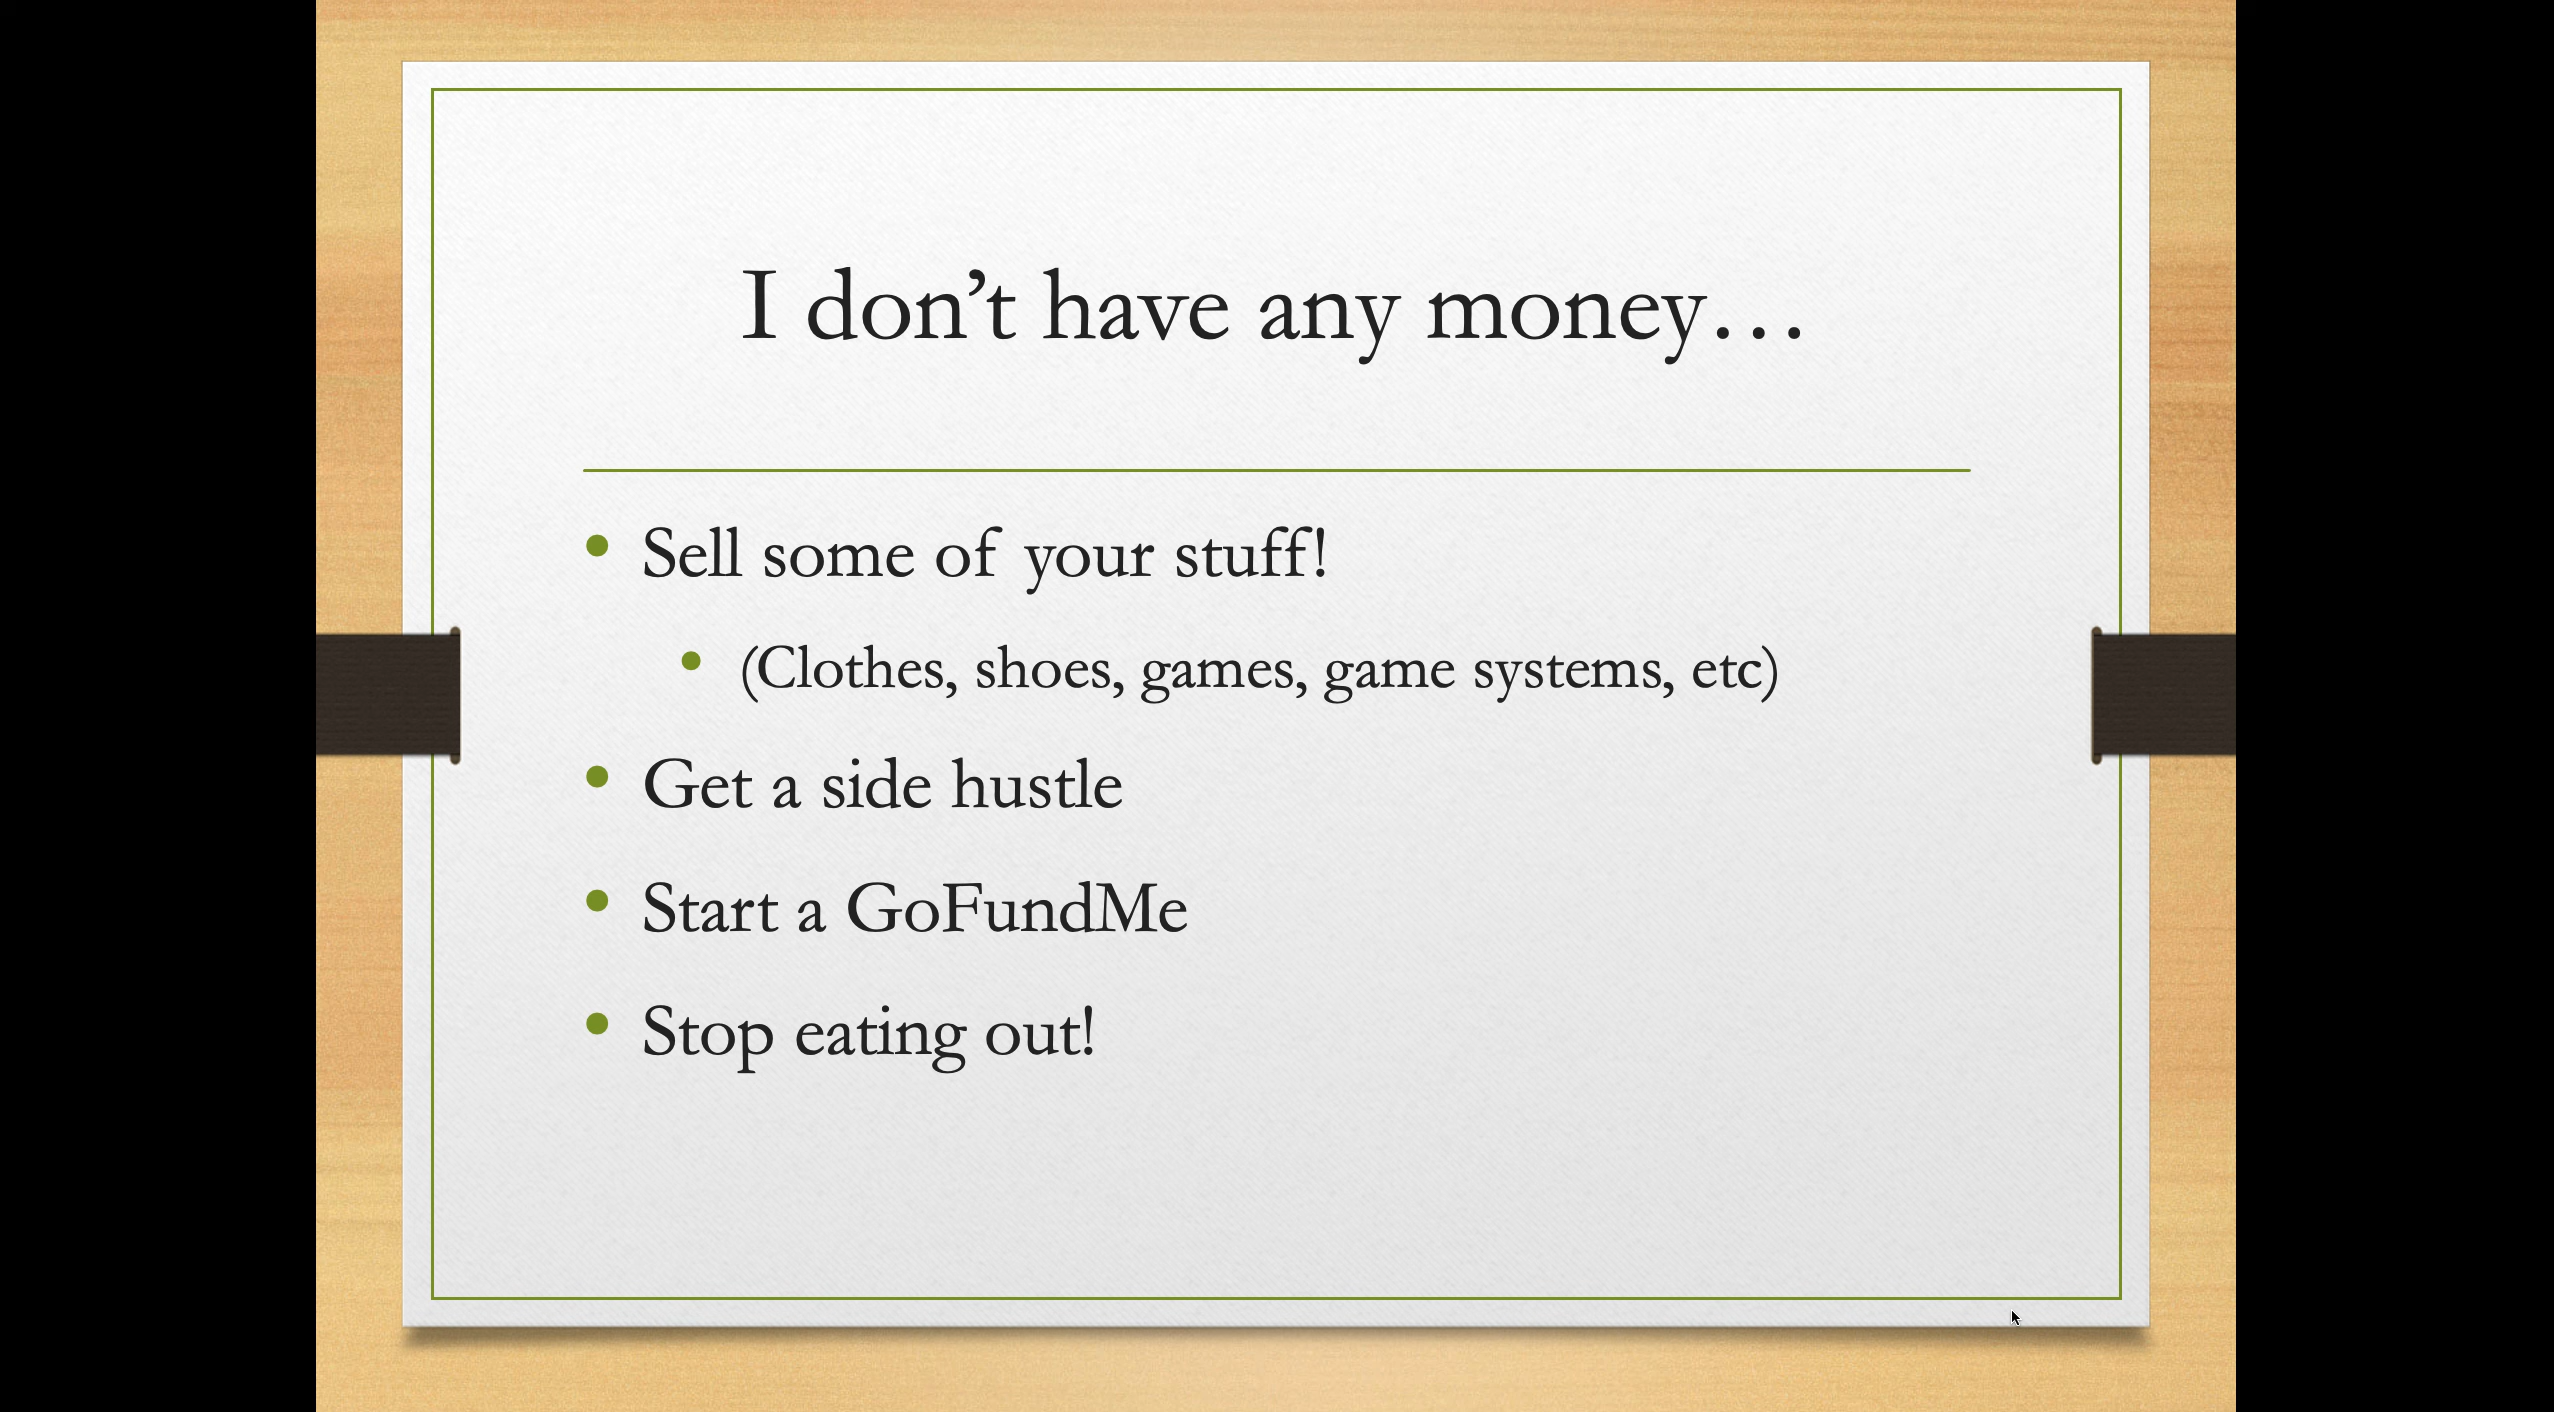 I don’t have any money…
• Sell some of your stuff!
• (Clothes, shoes, games, game systems, etc)
• Get a side hustle
• Start a GoFundMe
• Stop eating out!